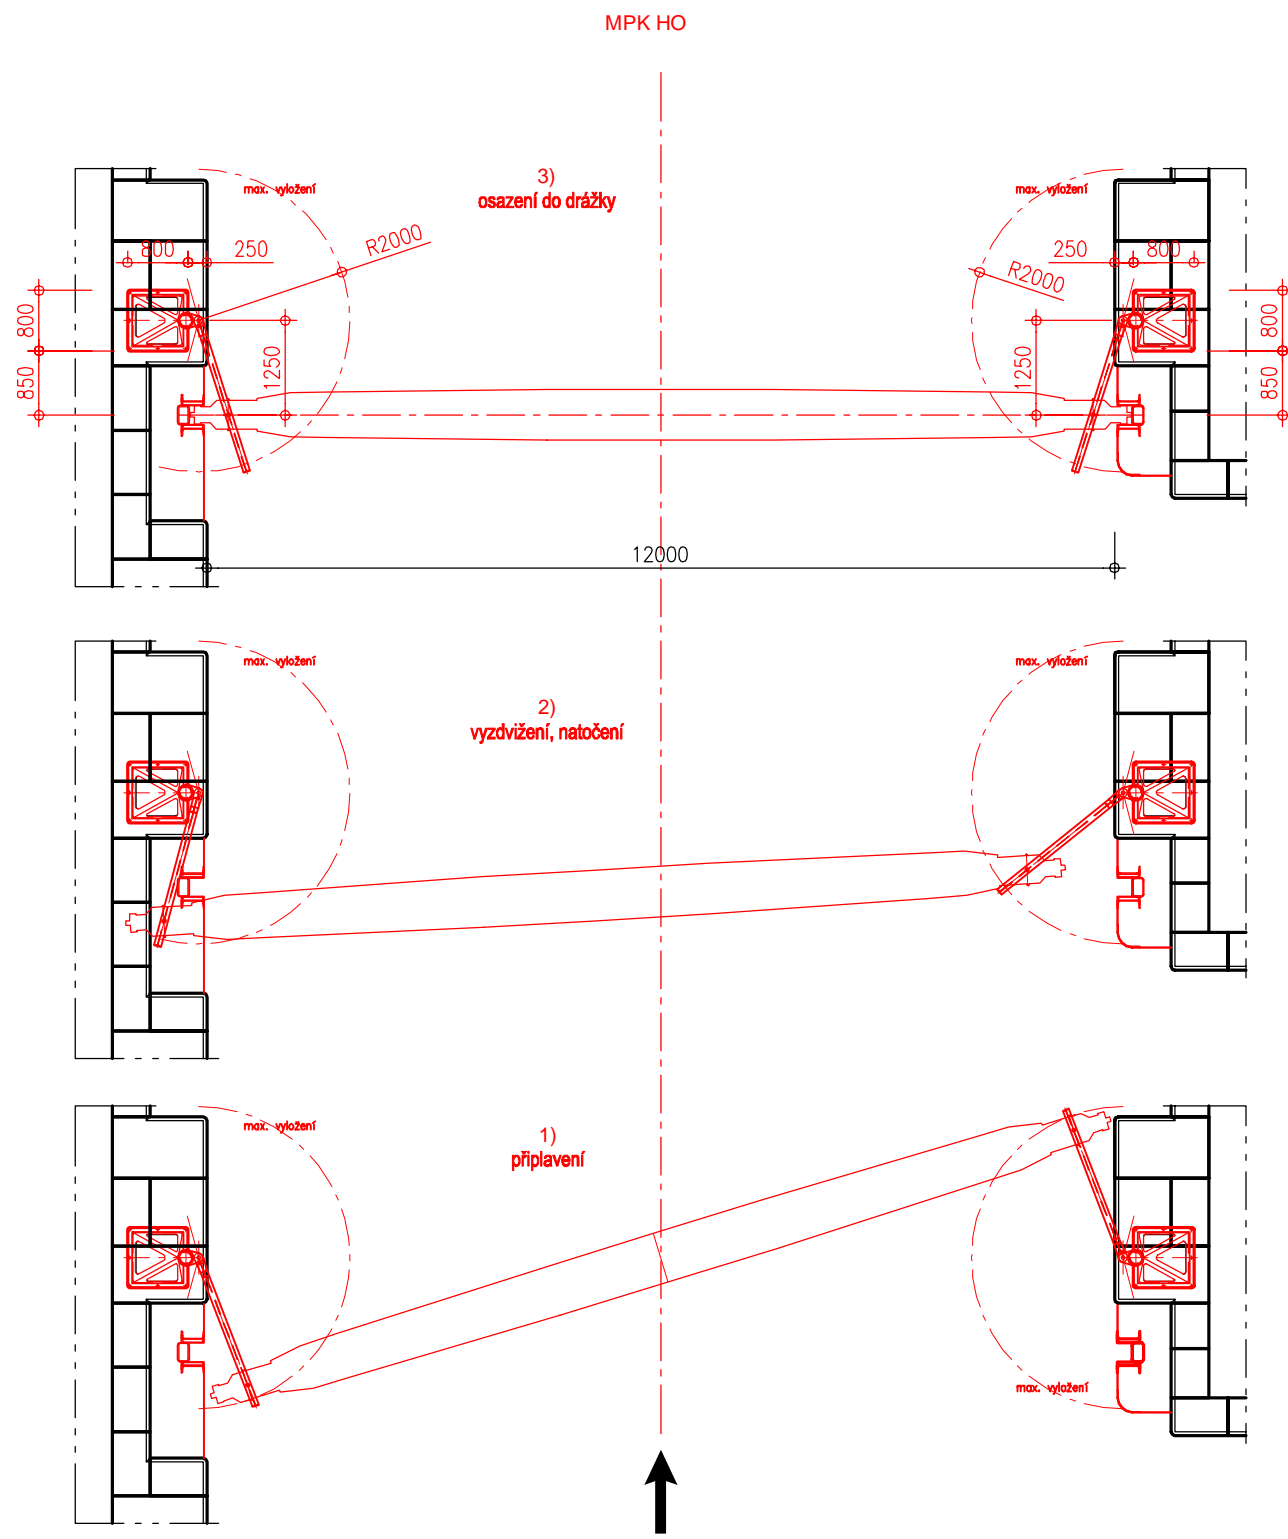 MPK HO
3)
osazení do drážky
max. vyložení
max. vyložení
800
250
R2000
R2000
250
800
800
850
1250
1250
800
850
12000
max. vyložení
max. vyložení
2)
vyzdvižení, natočení
max. vyložení
1)
připlavení
max. vyložení